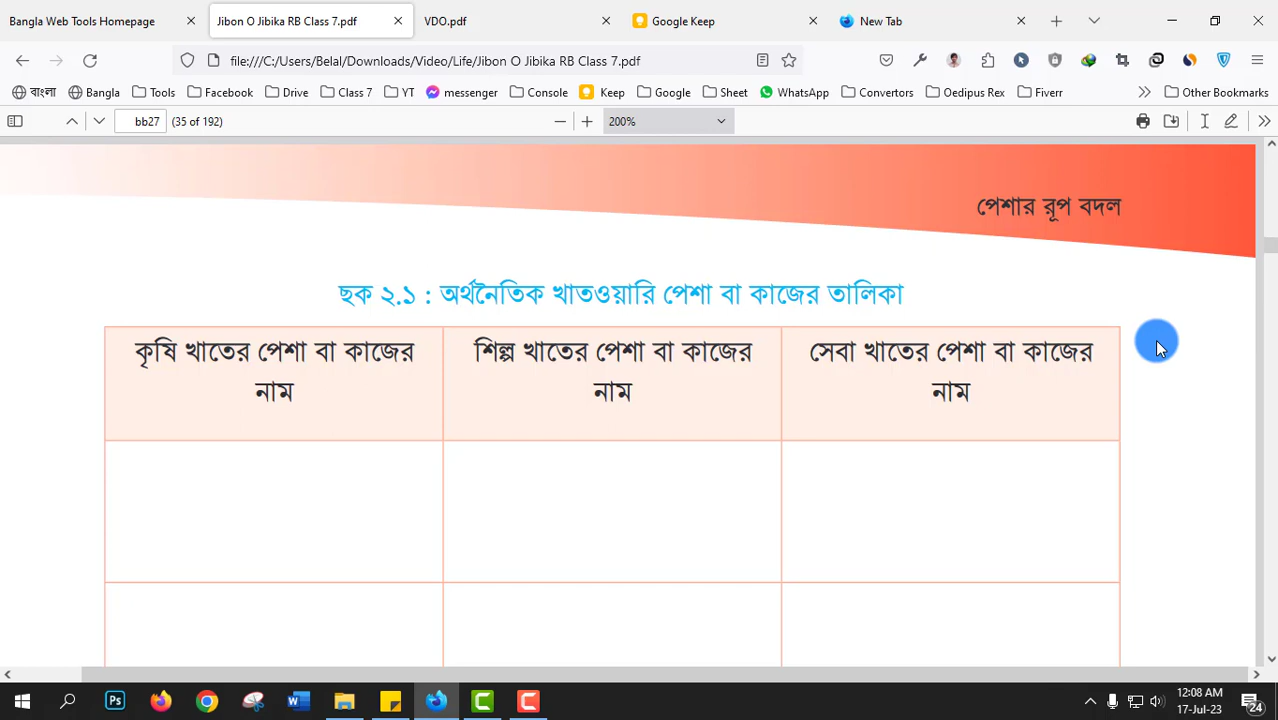 Bangla Web Tools Homepage
Jibon O Jibika RB Class 7.pdf
VDO.pdf
Google Keep
New Tab
file:///C:/Users/Belal/Downloads/Video/Life/Jibon O Jibika RB Class 7.pdf
বাংলা
Bangla
Tools
Facebook
Drive
Class 7
YT
messenger
Console
Keep
Google
Sheet
WhatsApp
Convertors
Oedipus Rex
Fiverr
Other Bookmarks
bb27
(35 of 192)
200%
পেশার রূপ বদল
ছক ২.১ : অর্থনৈতিক খাতওয়ারি পেশা বা কাজের তালিকা
কৃষি খাতের পেশা বা কাজের
নাম
শিল্প খাতের পেশা বা কাজের
নাম
সেবা খাতের পেশা বা কাজের
নাম
Ps
W
C
C
12:08 AM
17-Jul-23
24